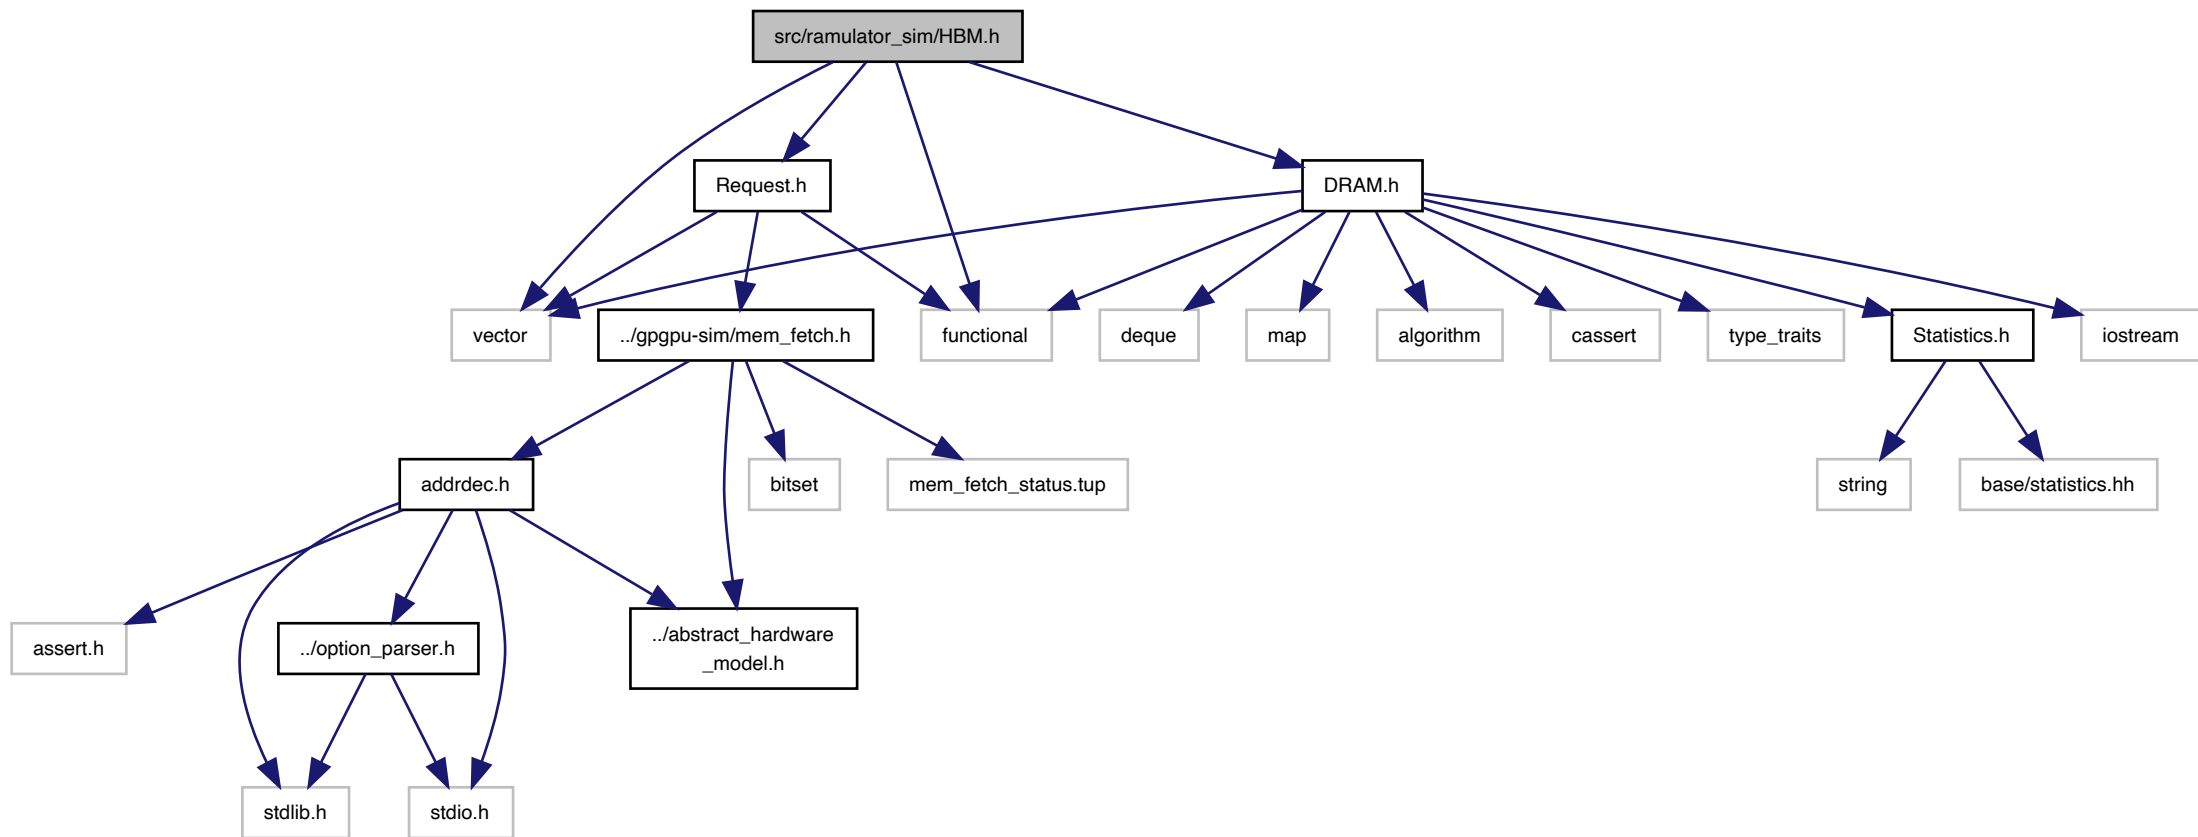 src/ramulator_sim/HBM.h
Request.h
DRAM.h
vector
../gpgpu-sim/mem_fetch.h
functional
deque
map
algorithm
cassert
type_traits
Statistics.h
iostream
addrdec.h
bitset
mem_fetch_status.tup
string
base/statistics.hh
assert.h
../option_parser.h
../abstract_hardware
_model.h
stdlib.h
stdio.h